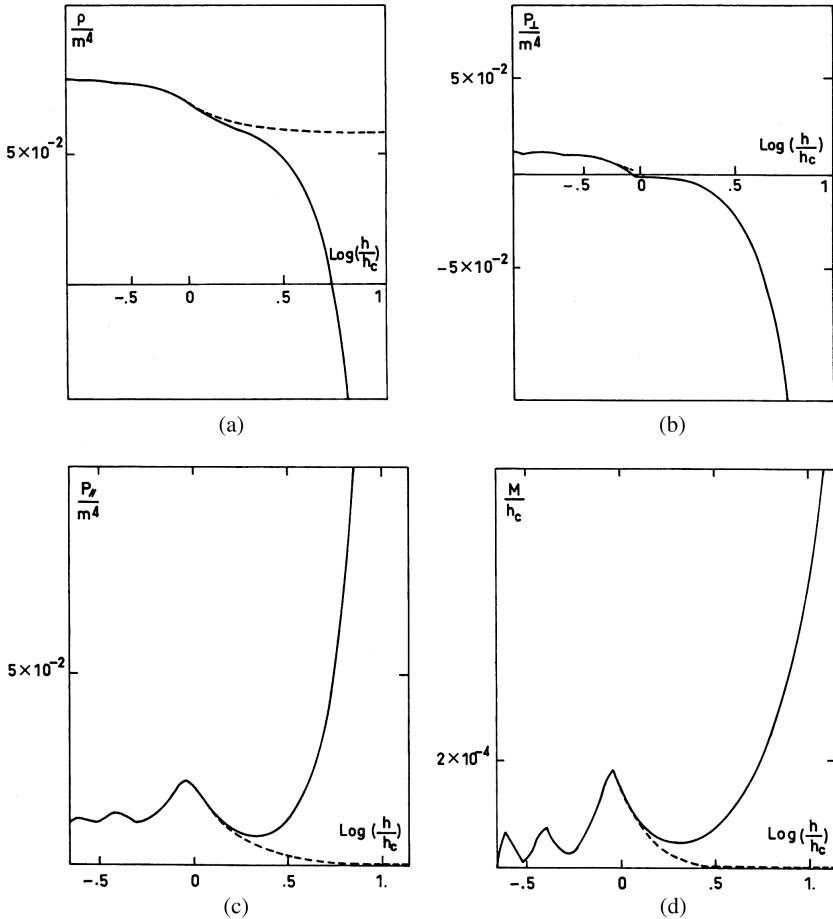 ρ/m⁴
5×10⁻²
Log(h/h_c)
-.5 0 .5 1
(a)
P⊥/m⁴
5×10⁻²
Log(h/h_c)
-.5 0 .5 1
−5×10⁻²
(b)
P∥/m⁴
5×10⁻²
Log(h/h_c)
-.5 0 .5 1.
(c)
M/h_c
2×10⁻⁴
Log(h/h_c)
-.5 0 .5 1.
(d)